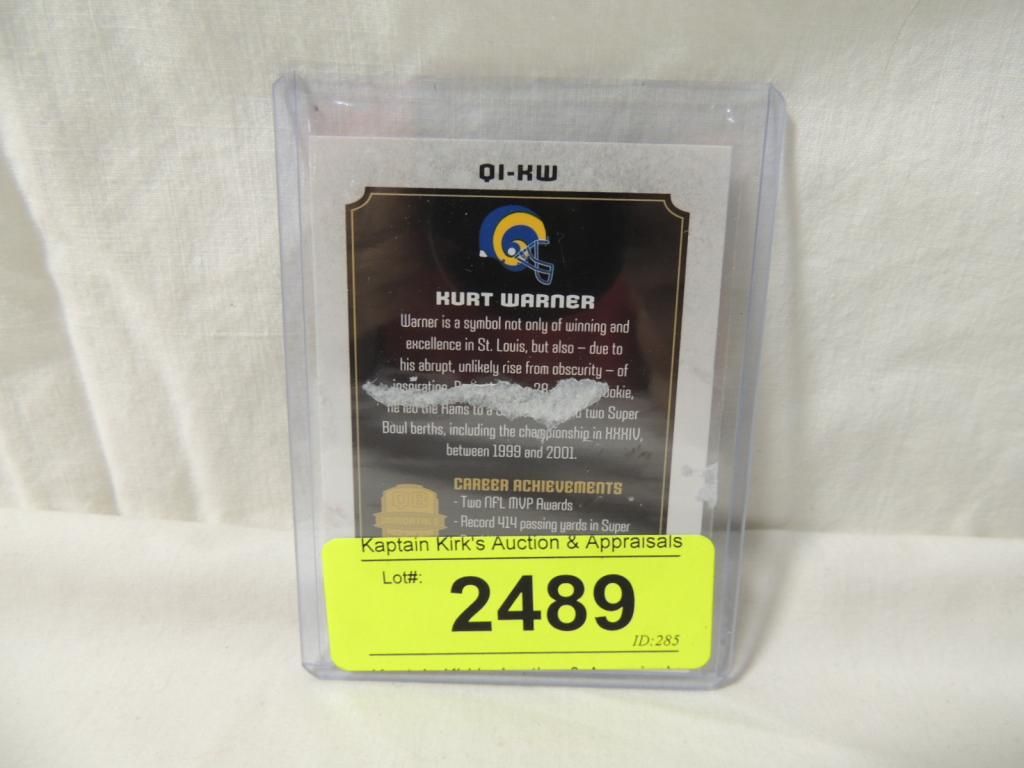 QI-KW
KURT WARNER
Warner is a symbol not only of winning and
excellence in St. Louis, but also – due to
his abrupt, unlikely rise from obscurity – of
inspiration.
he led the Rams to a two Super
Bowl berths, including the championship in XXXIV,
between 1999 and 2001.
CAREER ACHIEVEMENTS
- Two NFL MVP Awards
- Record 414 passing yards in Super
QB
IMMORTALS
Kaptain Kirk's Auction & Appraisals
Lot#:
2489
ID:285